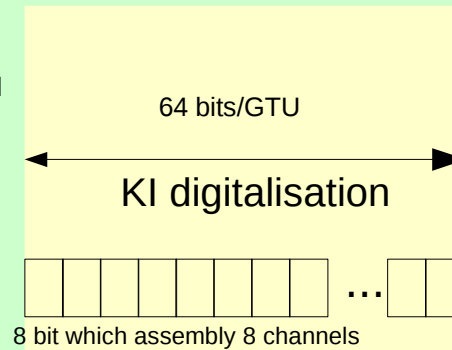 64 bits/GTU
KI digitalisation
...
8 bit which assembly 8 channels